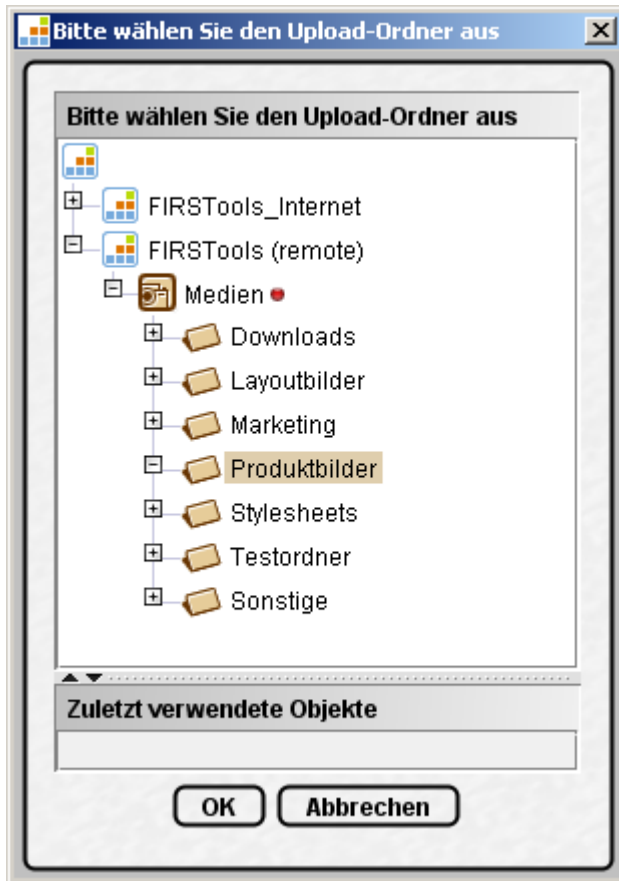 Bitte wählen Sie den Upload-Ordner aus
Bitte wählen Sie den Upload-Ordner aus
FIRSTools_Internet
FIRSTools (remote)
Medien
Downloads
Layoutbilder
Marketing
Produktbilder
Stylesheets
Testordner
Sonstige
Zuletzt verwendete Objekte
OK Abbrechen